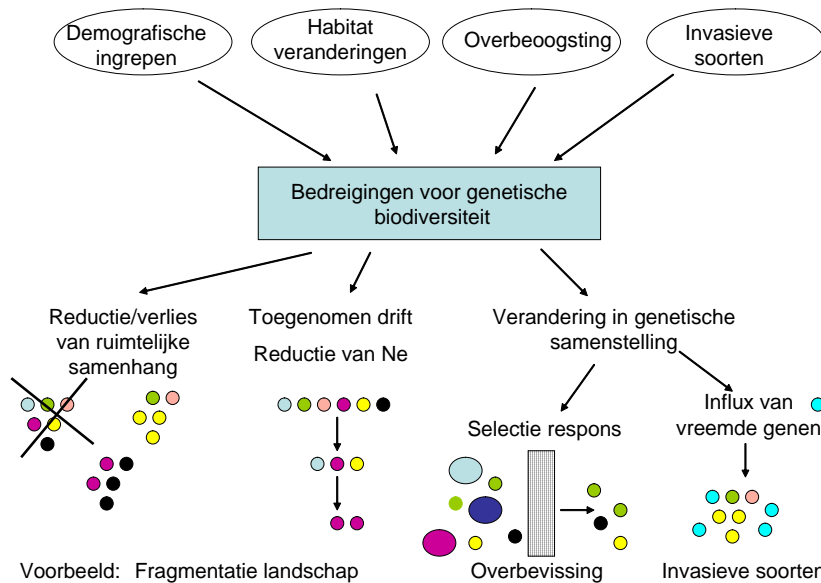 Demografische
ingrepen
Habitat
veranderingen
Overbeoogsting
Invasieve
soorten
Bedreigingen voor genetische
biodiversiteit
Reductie/verlies
van ruimtelijke
samenhang
Toegenomen drift
Reductie van Ne
Verandering in genetische
samenstelling
Selectie respons
Influx van
vreemde genen
Voorbeeld: Fragmentatie landschap
Overbevissing
Invasieve soorten